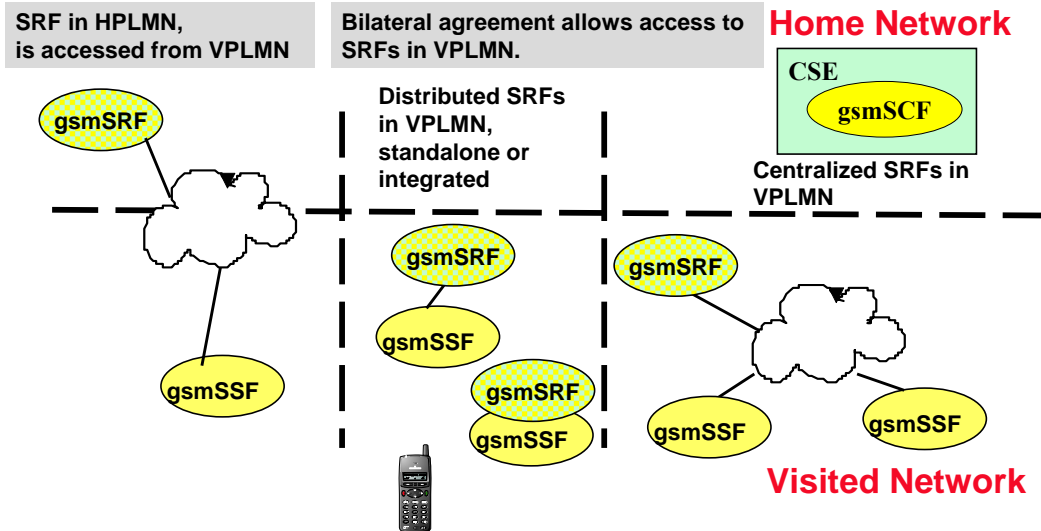 SRF in HPLMN,
is accessed from VPLMN
Bilateral agreement allows access to
SRFs in VPLMN.
Home Network
CSE
gsmSCF
Distributed SRFs
in VPLMN,
standalone or
integrated
Centralized SRFs in
VPLMN
gsmSRF
gsmSSF
gsmSRF
gsmSSF
gsmSRF
gsmSSF
gsmSRF
gsmSSF
gsmSSF
Visited Network